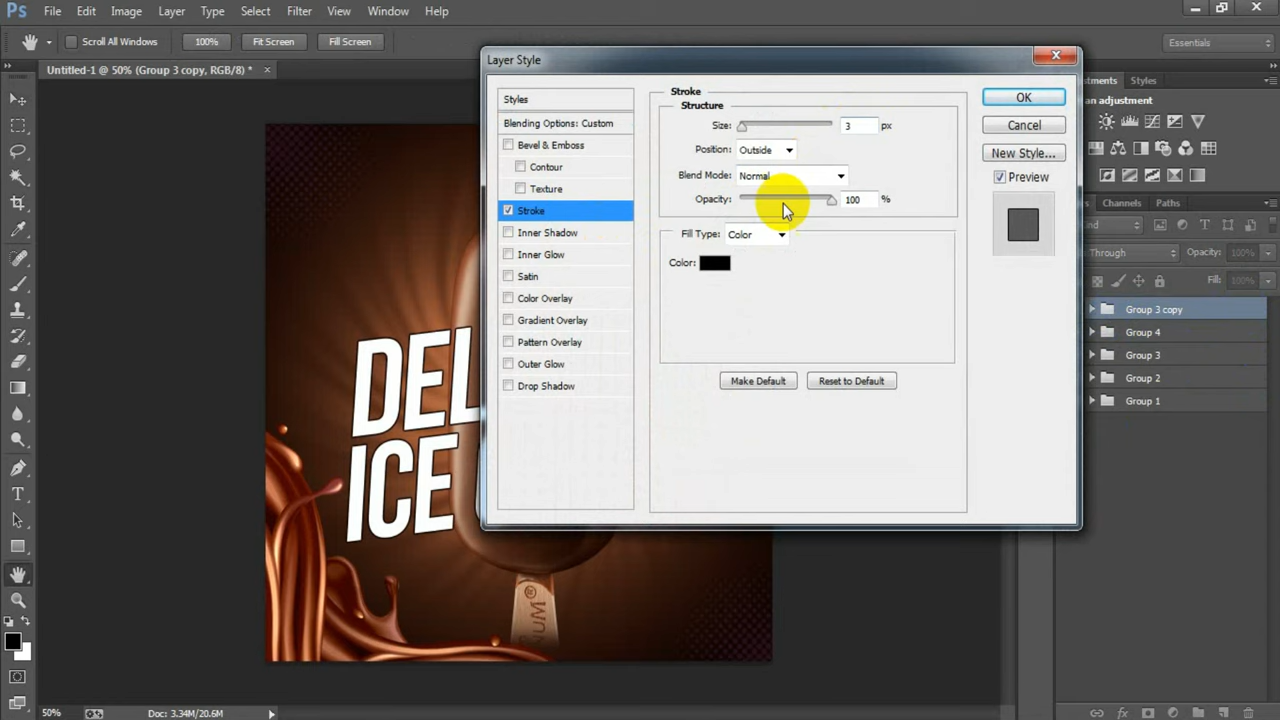 Ps File Edit Image Layer Type Select Filter View Window Help
Scroll All Windows 100% Fit Screen Fill Screen Essentials
Untitled-1 @ 50% (Group 3 copy, RGB/8) *
Layer Style
Styles
Blending Options: Custom
Bevel & Emboss
Contour
Texture
Stroke
Inner Shadow
Inner Glow
Satin
Color Overlay
Gradient Overlay
Pattern Overlay
Outer Glow
Drop Shadow
Stroke
Structure
Size: 3 px
Position: Outside
Blend Mode: Normal
Opacity: 100 %
Fill Type: Color
Color:
Make Default Reset to Default
OK
Cancel
New Style...
Preview
Styles
an adjustment
Channels Paths
Through Opacity: 100%
Fill: 100%
Group 3 copy
Group 4
Group 3
Group 2
Group 1
DEL
ICE
50% Doc: 3.34M/20.6M